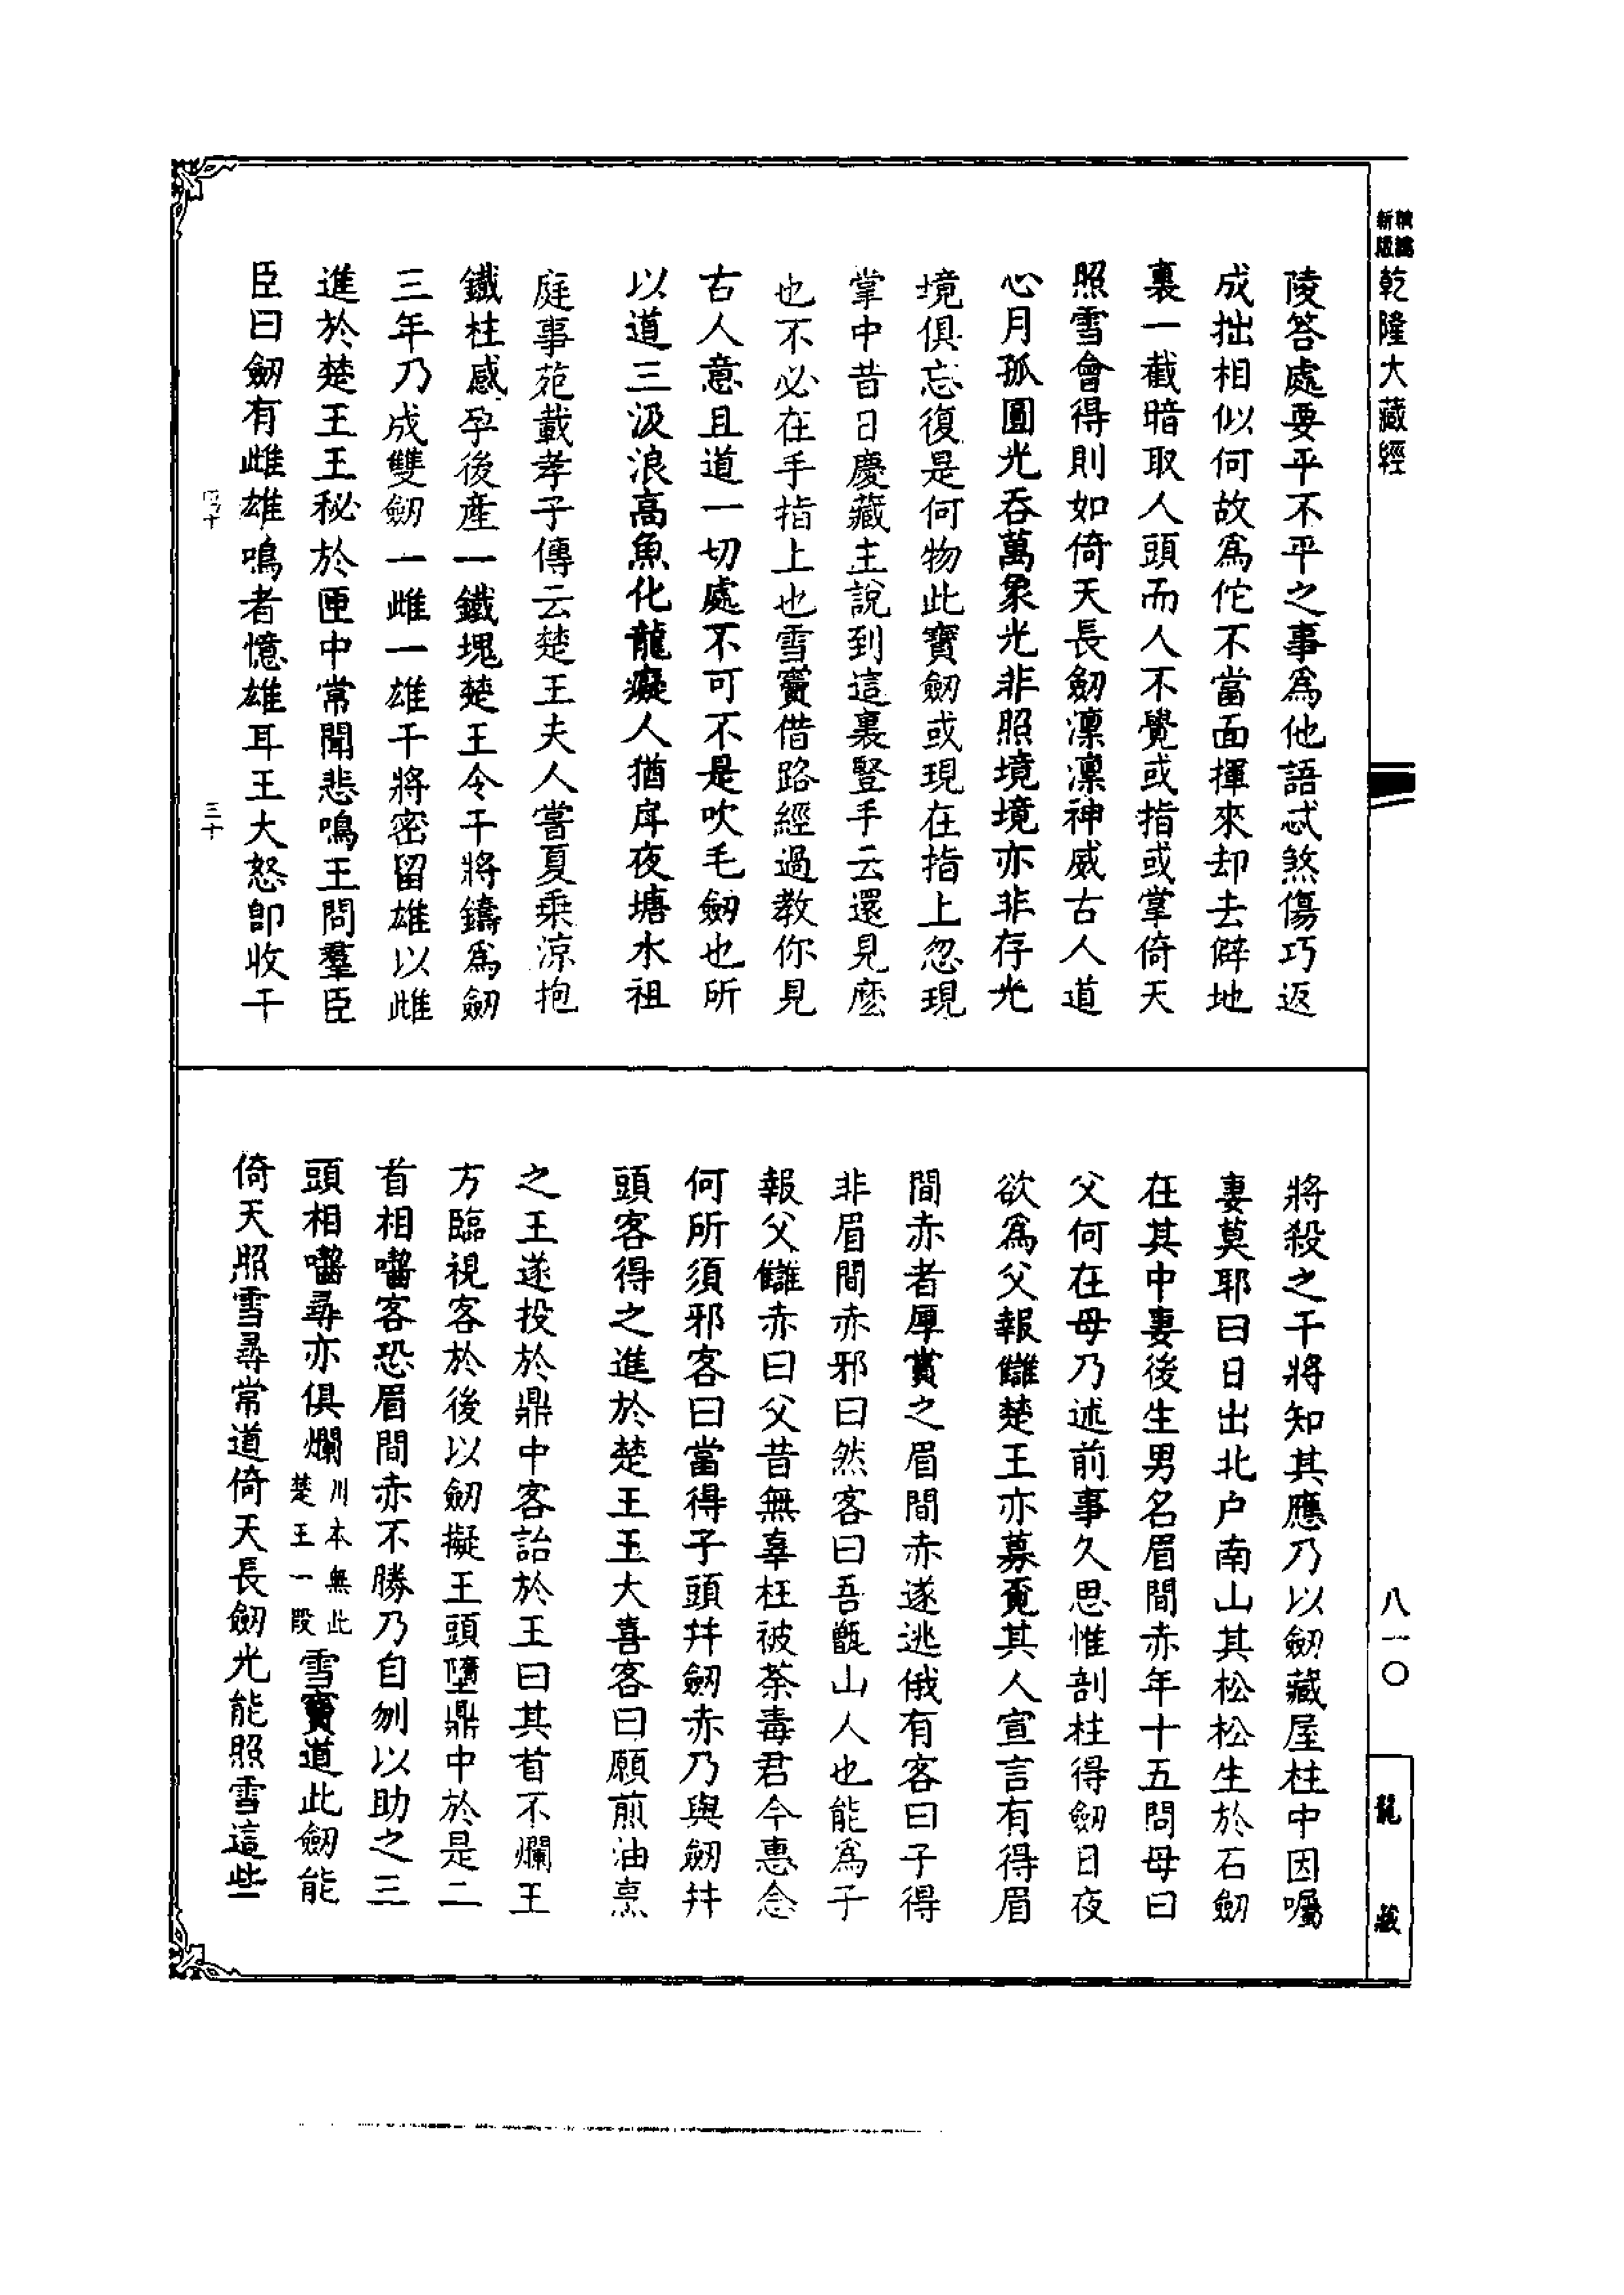 新版
精縮
乾隆大藏經
八一〇
龍藏
陵答處要平不平之事爲他語忒煞傷巧返
成拙相似何故爲佗不當面揮來却去僻地
裏一截暗取人頭而人不覺或指或掌倚天
照雪會得則如倚天長劒凜凜神威古人道
心月孤圓光吞萬象光非照境境亦非存光
境俱忘復是何物此寶劒或現在指上忽現
掌中昔日慶藏主說到這裏豎手云還見麽
也不必在手指上也雪竇借路經過教你見
古人意且道一切處不可不是吹毛劒也所
以道三汲浪高魚化龍癡人猶戽夜塘水祖
庭事苑載孝子傳云楚王夫人嘗夏乗涼抱
鐵柱感孕後產一鐵塊楚王令干將鑄爲劒
三年乃成雙劒一雌一雄干將密留雄以雌
進於楚王王秘於匣中常聞悲鳴王問羣臣
臣曰劒有雌雄鳴者憶雄耳王大怒卽收干
三十
將殺之干將知其應乃以劒藏屋柱中因囑
妻莫耶曰日出北户南山其松松生於石劒
在其中妻後生男名眉間赤年十五問母曰
父何在母乃述前事久思惟剖柱得劒日夜
欲爲父報讎楚王亦募覔其人宣言有得眉
間赤者厚賞之眉間赤遂逃俄有客曰子得
非眉間赤邪曰然客曰吾甑山人也能爲子
報父讎赤曰父昔無辜枉被荼毒君今惠念
何所須邪客曰當得子頭幷劒赤乃與劒幷
頭客得之進於楚王王大喜客曰願煎油烹
之王遂投於鼎中客詒於王曰其首不爛王
方臨視客於後以劒擬王頭墮鼎中於是二
首相囓客恐眉間赤不勝乃自刎以助之三
頭相囓尋亦俱爛川本無此楚王一段雪竇道此劒能
倚天照雪尋常道倚天長劒光能照雪這些